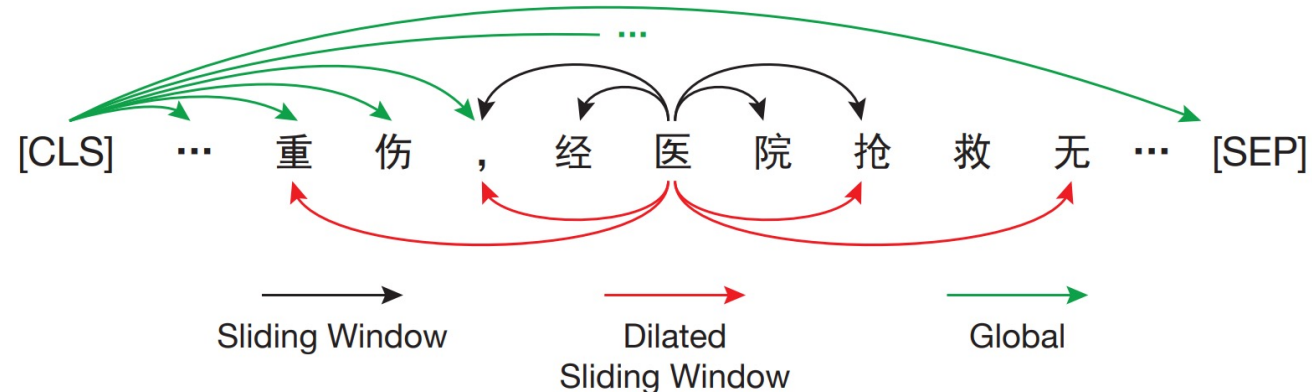 ...
[CLS] ... 重 伤 , 经 医 院 抢 救 无 ... [SEP]
Sliding Window
Dilated
Sliding Window
Global